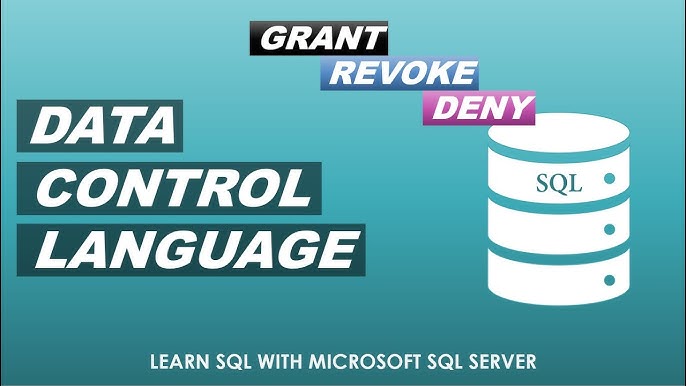 GRANT
REVOKE
DENY
DATA
CONTROL
LANGUAGE
SQL
LEARN SQL WITH MICROSOFT SQL SERVER